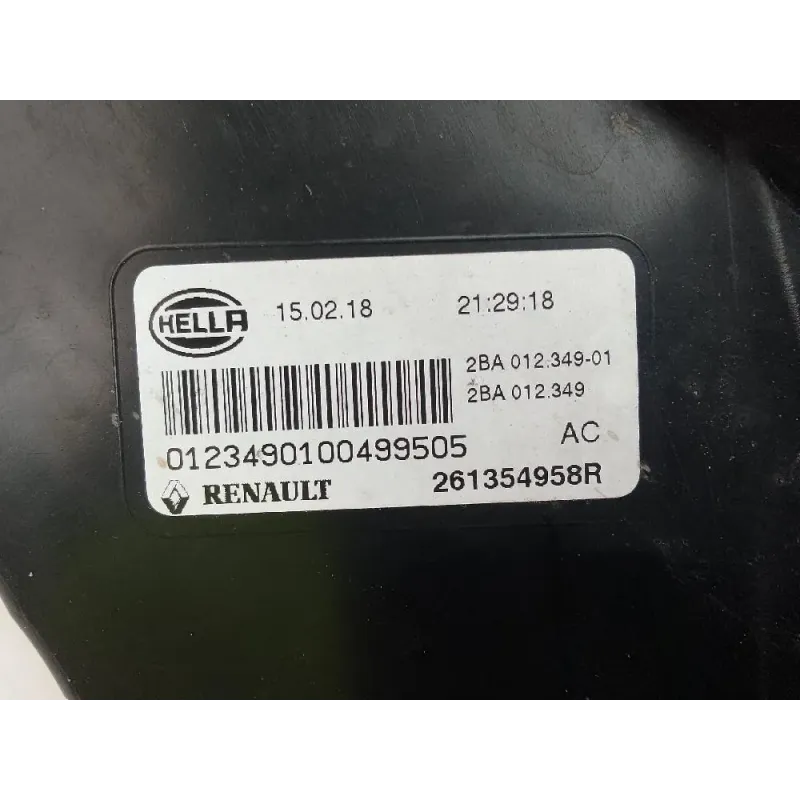 HELLA 15.02.18 21:29:18
2BA 012.349-01
2BA 012.349
0123490100499505 AC
RENAULT 261354958R